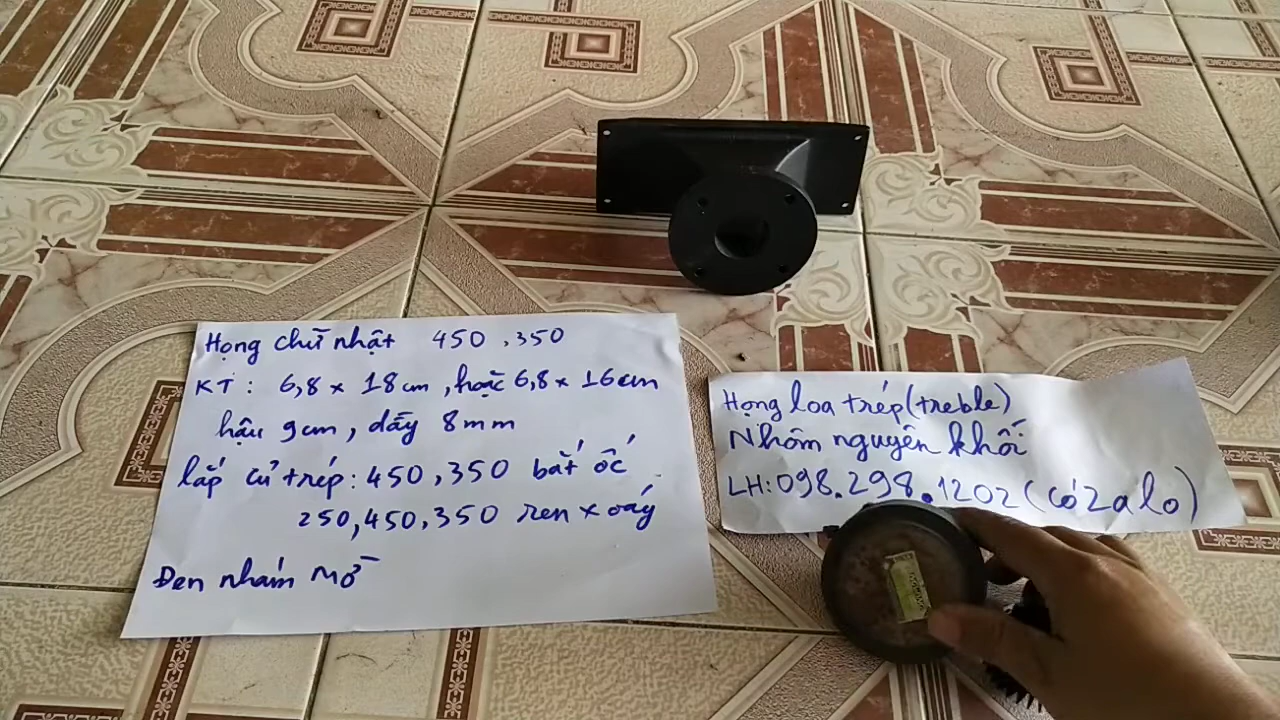 Họng chữ nhật 450,350
KT: 6,8 x 18cm, hoặc 6,8 x 16cm
hậu 9cm, dầy 8mm
lắp củ trép: 450,350 bắt ốc
250,450,350 ren xoáy
Đen nhám mỡ
Họng loa trép (treble)
Nhôm nguyên khối
LH: 098.298.1202 (có zalo)